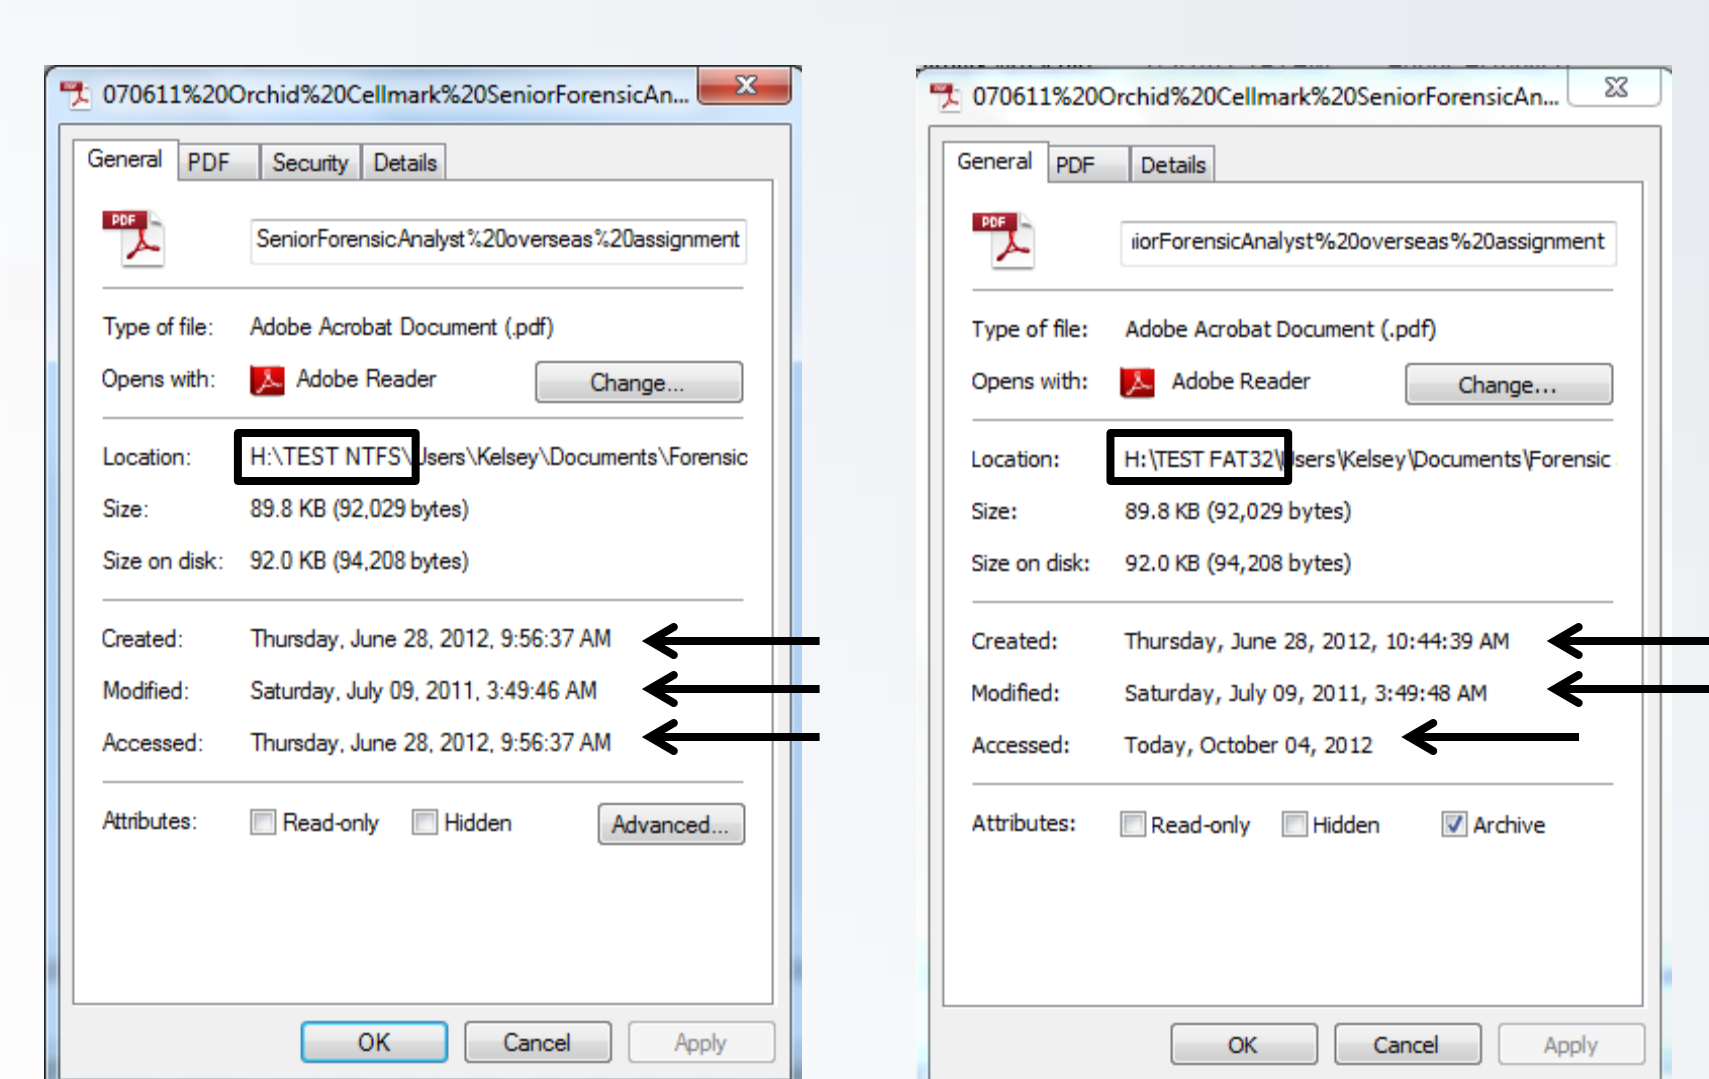 070611%20Orchid%20Cellmark%20SeniorForensicAn...
General PDF Security Details
PDF
SeniorForensicAnalyst%20overseas%20assignment
Type of file: Adobe Acrobat Document (.pdf)
Opens with: Adobe Reader Change...
Location: H:\TEST NTFS\Users\Kelsey\Documents\Forensic
Size: 89.8 KB (92,029 bytes)
Size on disk: 92.0 KB (94,208 bytes)
Created: Thursday, June 28, 2012, 9:56:37 AM
Modified: Saturday, July 09, 2011, 3:49:46 AM
Accessed: Thursday, June 28, 2012, 9:56:37 AM
Attributes: Read-only Hidden Advanced...
OK Cancel Apply
070611%20Orchid%20Cellmark%20SeniorForensicAn...
General PDF Details
PDF
iorForensicAnalyst%20overseas%20assignment
Type of file: Adobe Acrobat Document (.pdf)
Opens with: Adobe Reader Change...
Location: H:\TEST FAT32\Users\Kelsey\Documents\Forensic
Size: 89.8 KB (92,029 bytes)
Size on disk: 92.0 KB (94,208 bytes)
Created: Thursday, June 28, 2012, 10:44:39 AM
Modified: Saturday, July 09, 2011, 3:49:48 AM
Accessed: Today, October 04, 2012
Attributes: Read-only Hidden Archive
OK Cancel Apply